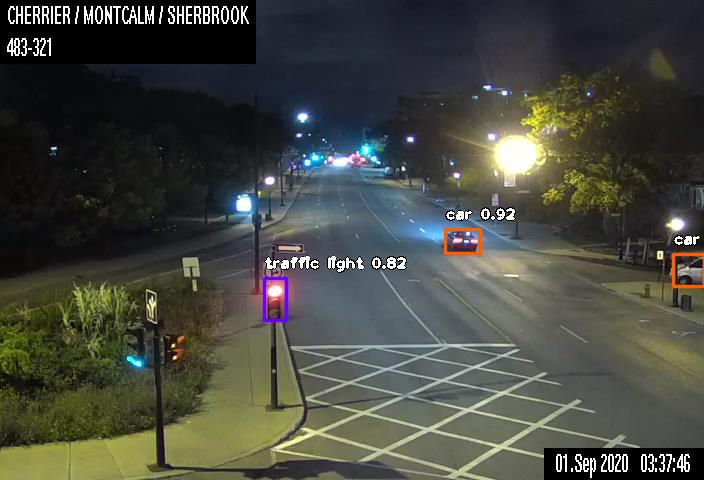 CHERRIER / MONTCALM / SHERBROOK
483-321
car 0.92
car
traffic light 0.82
01.Sep 2020 03:37:46